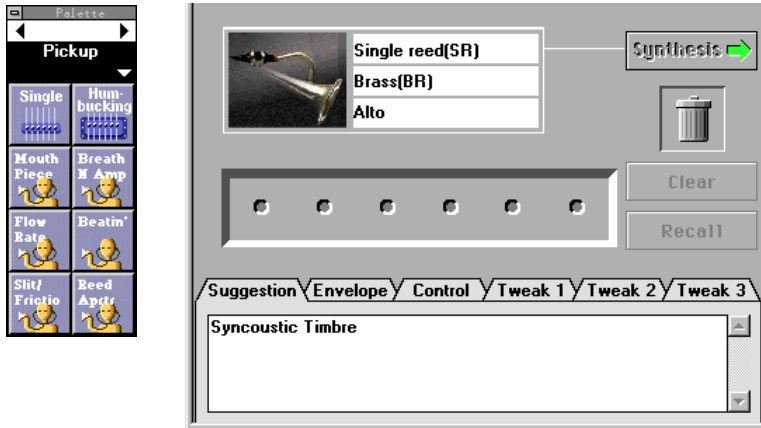 Palette
Pickup
Single
Hum-
bucking
Mouth
Piece
Breath
N Amp
Flow
Rate
Beatin'
Slit/
Frictio
Reed
Apctr
Single reed(SR)
Brass(BR)
Alto
Synthesis
Clear
Recall
Suggestion Envelope Control Tweak 1 Tweak 2 Tweak 3
Syncoustic Timbre